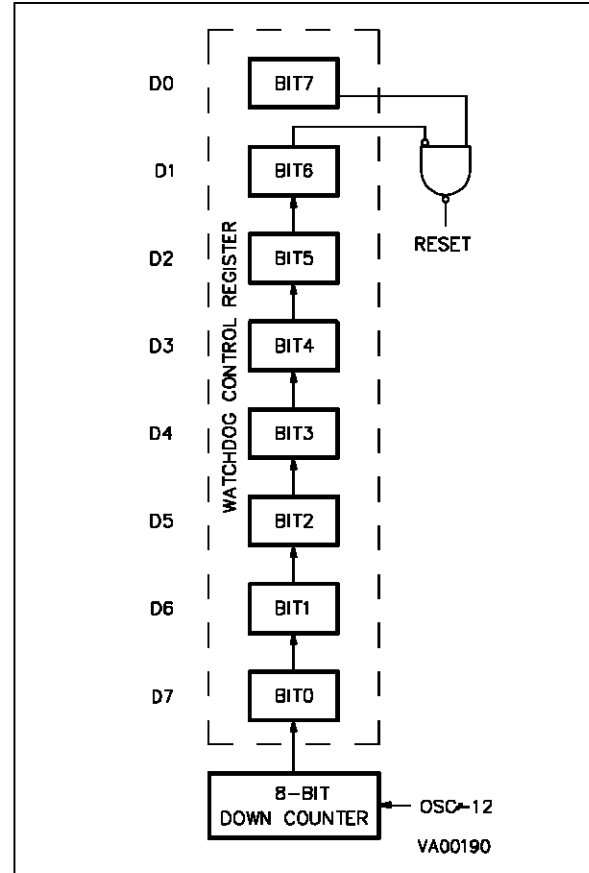 D0 BIT7
D1 BIT6
RESET
D2 BIT5
D3 BIT4
D4 BIT3
D5 BIT2
D6 BIT1
D7 BIT0
WATCHDOG CONTROL REGISTER
8-BIT
DOWN COUNTER
OSC-12
VA00190